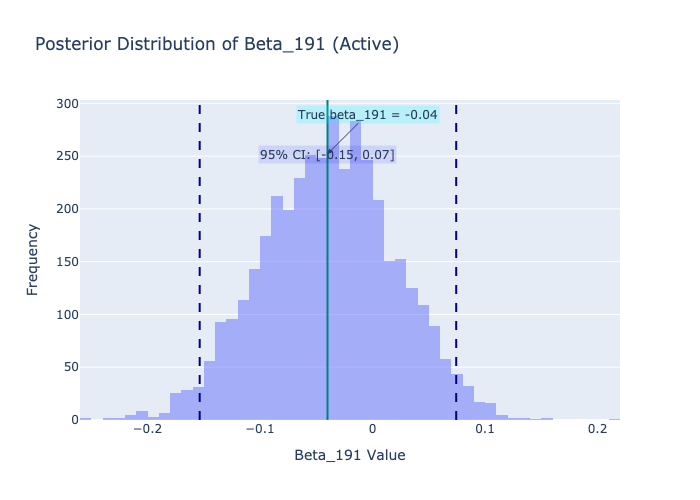 Posterior Distribution of Beta_191 (Active)
300
True beta_191 = -0.04
95% CI: [-0.15, 0.07]
250
200
150
100
50
0
Frequency
−0.2
−0.1
0
0.1
0.2
Beta_191 Value